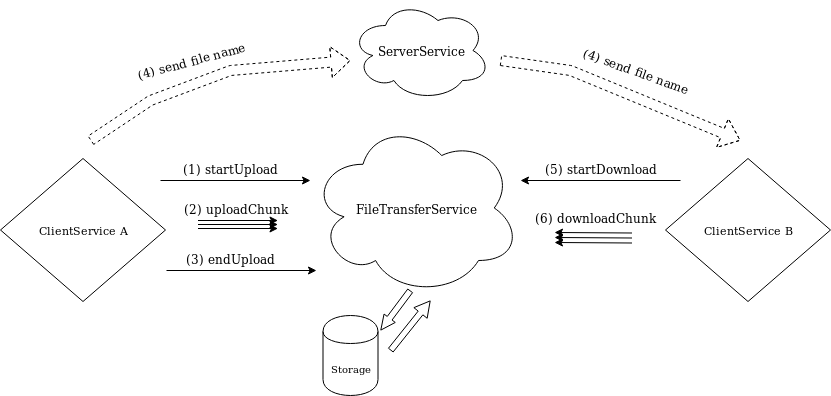 ServerService
(4) send file name
(4) send file name
(1) startUpload
(5) startDownload
(2) uploadChunk
FileTransferService
(6) downloadChunk
ClientService A
ClientService B
(3) endUpload
Storage